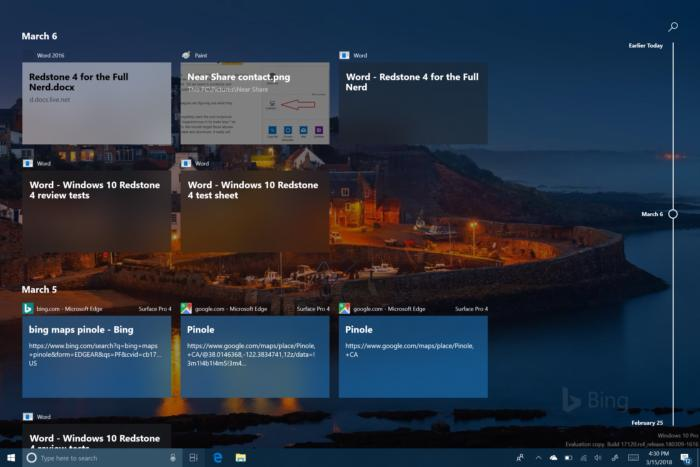 March 6
Earlier Today
Word 2016
Redstone 4 for the Full
Nerd.docx
d.docs.live.net
Paint
Near Share contact.png
This PC\Pictures\Near Share
Word
Word - Redstone 4 for the Full
Nerd
Word
Word - Windows 10 Redstone
4 review tests
Word
Word - Windows 10 Redstone
4 test sheet
March 6
March 5
bing.com - Microsoft Edge
Surface Pro 4
bing maps pinole - Bing
https://www.bing.com/search?q=bing+maps
+pinole&form=EDGEAR&qs=PF&cvid=cb17...
US
google.com - Microsoft Edge
Surface Pro 4
Pinole
https://www.google.com/maps/place/Pinole,
+CA/@38.0146368,-122.3834741,12z/data=!
3m1!4b1!4m5!3m4...
google.com - Microsoft Edge
Surface Pro 4
Pinole
https://www.google.com/maps/place/Pinole,
+CA
Bing
February 25
Word
Word - Windows 10 Redstone
4 review tests
Windows 10 Pro
Evaluation copy. Build 17120.rs4_release.180309-1616
Type here to search
4:30 PM
3/15/2018